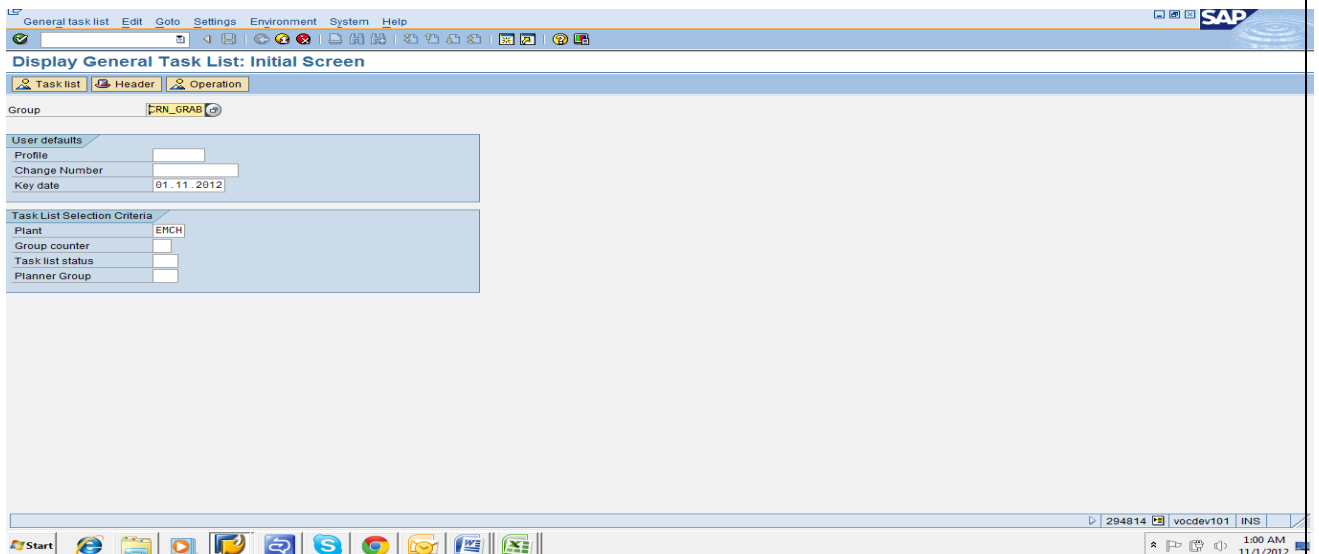 General task list Edit Goto Settings Environment System Help
SAP
Display General Task List: Initial Screen
Task list Header Operation
Group CRN_GRAB
User defaults
Profile
Change Number
Key date 01.11.2012
Task List Selection Criteria
Plant EMCH
Group counter
Task list status
Planner Group
294814 vocdev101 INS
Start 1:00 AM
11/1/2012